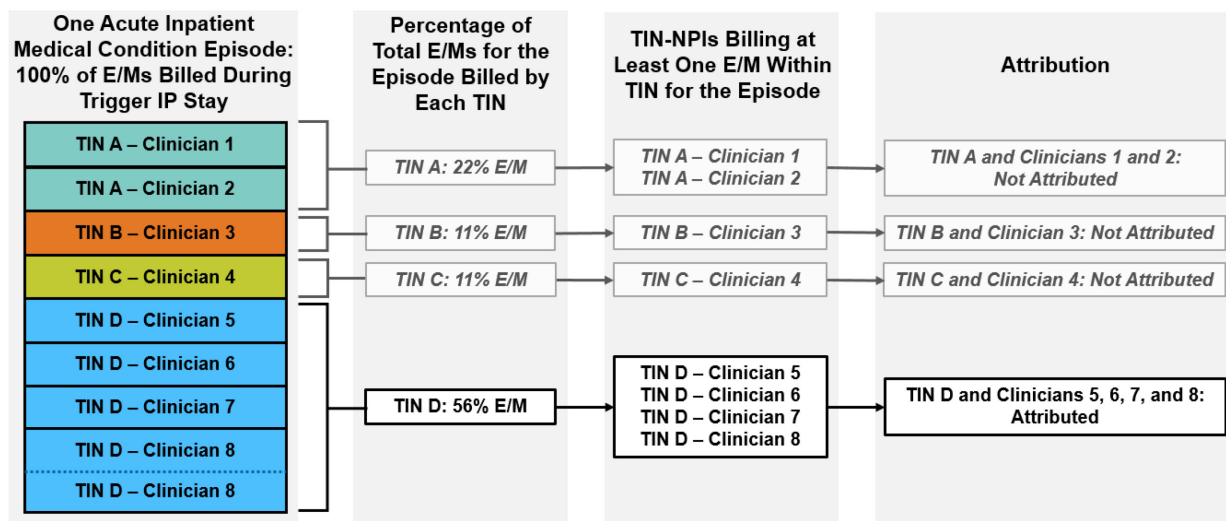 One Acute Inpatient
Medical Condition Episode:
100% of E/Ms Billed During
Trigger IP Stay
TIN A – Clinician 1
TIN A – Clinician 2
TIN B – Clinician 3
TIN C – Clinician 4
TIN D – Clinician 5
TIN D – Clinician 6
TIN D – Clinician 7
TIN D – Clinician 8
TIN D – Clinician 8
Percentage of
Total E/Ms for the
Episode Billed by
Each TIN
TIN A: 22% E/M
TIN B: 11% E/M
TIN C: 11% E/M
TIN D: 56% E/M
TIN-NPIs Billing at
Least One E/M Within
TIN for the Episode
TIN A – Clinician 1
TIN A – Clinician 2
TIN B – Clinician 3
TIN C – Clinician 4
TIN D – Clinician 5
TIN D – Clinician 6
TIN D – Clinician 7
TIN D – Clinician 8
Attribution
TIN A and Clinicians 1 and 2:
Not Attributed
TIN B and Clinician 3: Not Attributed
TIN C and Clinician 4: Not Attributed
TIN D and Clinicians 5, 6, 7, and 8:
Attributed